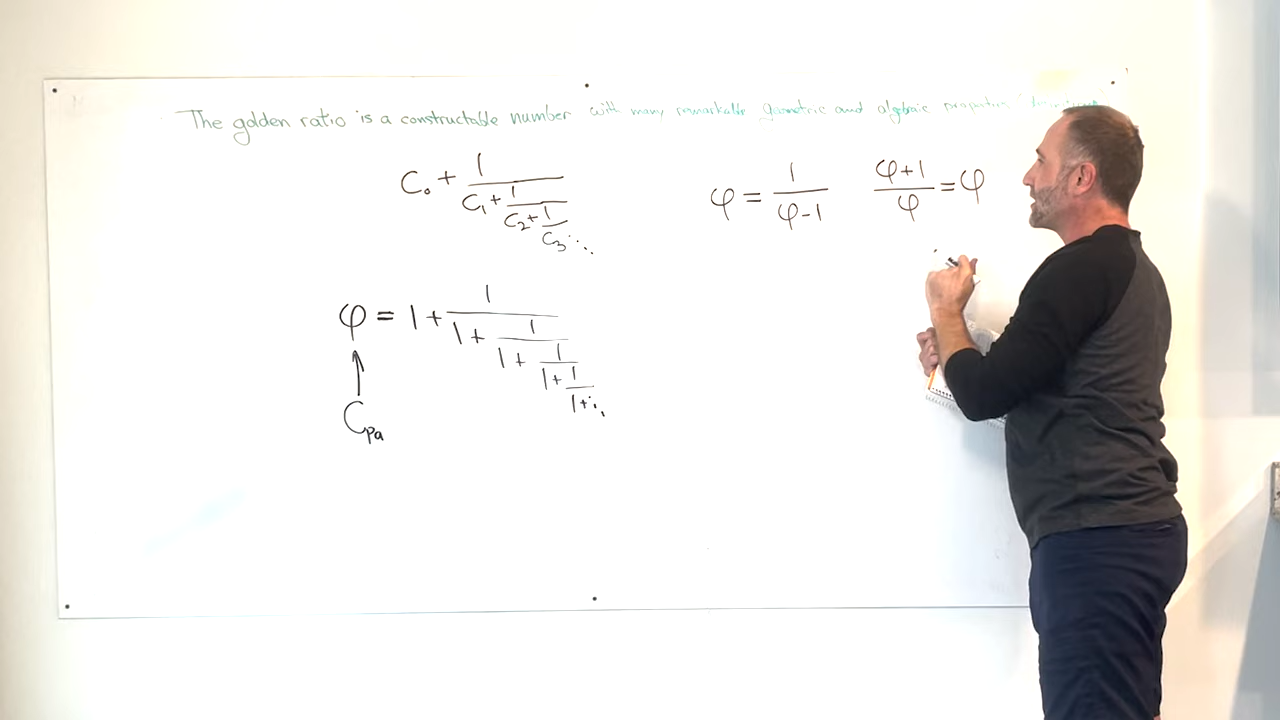 The golden ratio is a constructable number with many remarkable geometric and algebraic properties
C₀ + 1/(C₁ + 1/(C₂ + 1/(C₃ ⋱
φ = 1/(φ-1)
(φ+1)/φ = φ
φ = 1 + 1/(1 + 1/(1 + 1/(1 + 1/(1 + ⋱
↑
Cpa